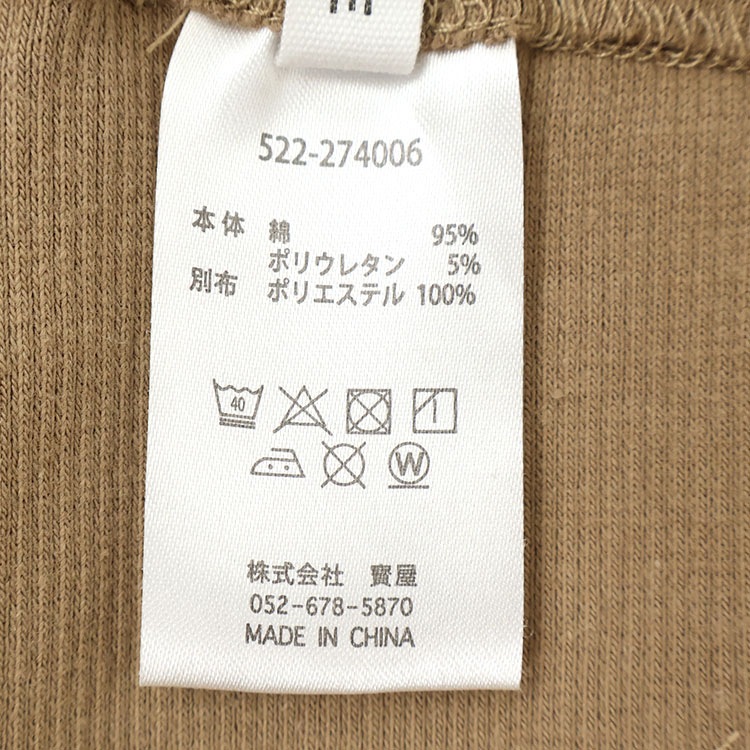 522-274006
本体 綿 95%
ポリウレタン 5%
別布 ポリエステル 100%
40
W
株式会社 寳屋
052-678-5870
MADE IN CHINA